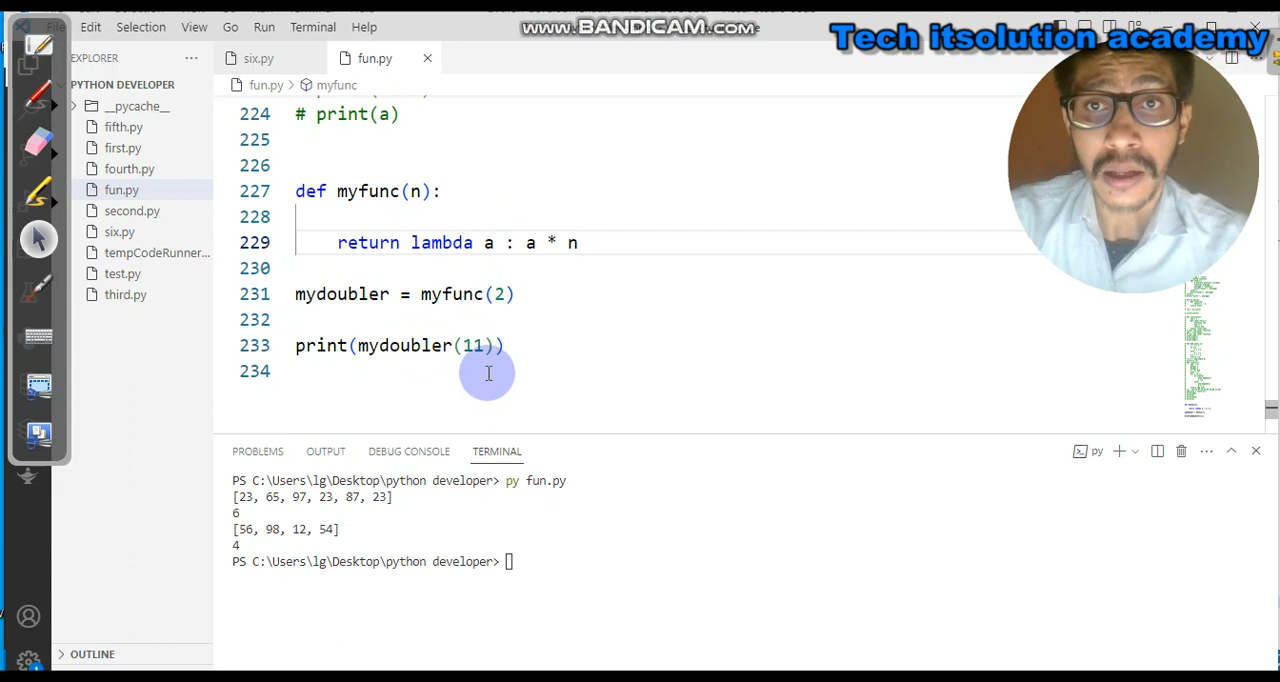 File Edit Selection View Go Run Terminal Help
www.BANDICAM.com
Tech itsolution academy
EXPLORER
six.py
fun.py
PYTHON DEVELOPER
fun.py > myfunc
__pycache__
fifth.py
first.py
fourth.py
fun.py
second.py
six.py
tempCodeRunner...
test.py
third.py
224 # print(a)
225
226
227 def myfunc(n):
228
229 return lambda a : a * n
230
231 mydoubler = myfunc(2)
232
233 print(mydoubler(11))
234
PROBLEMS OUTPUT DEBUG CONSOLE TERMINAL
py
PS C:\Users\lg\Desktop\python developer> py fun.py
[23, 65, 97, 23, 87, 23]
6
[56, 98, 12, 54]
4
PS C:\Users\lg\Desktop\python developer>
OUTLINE